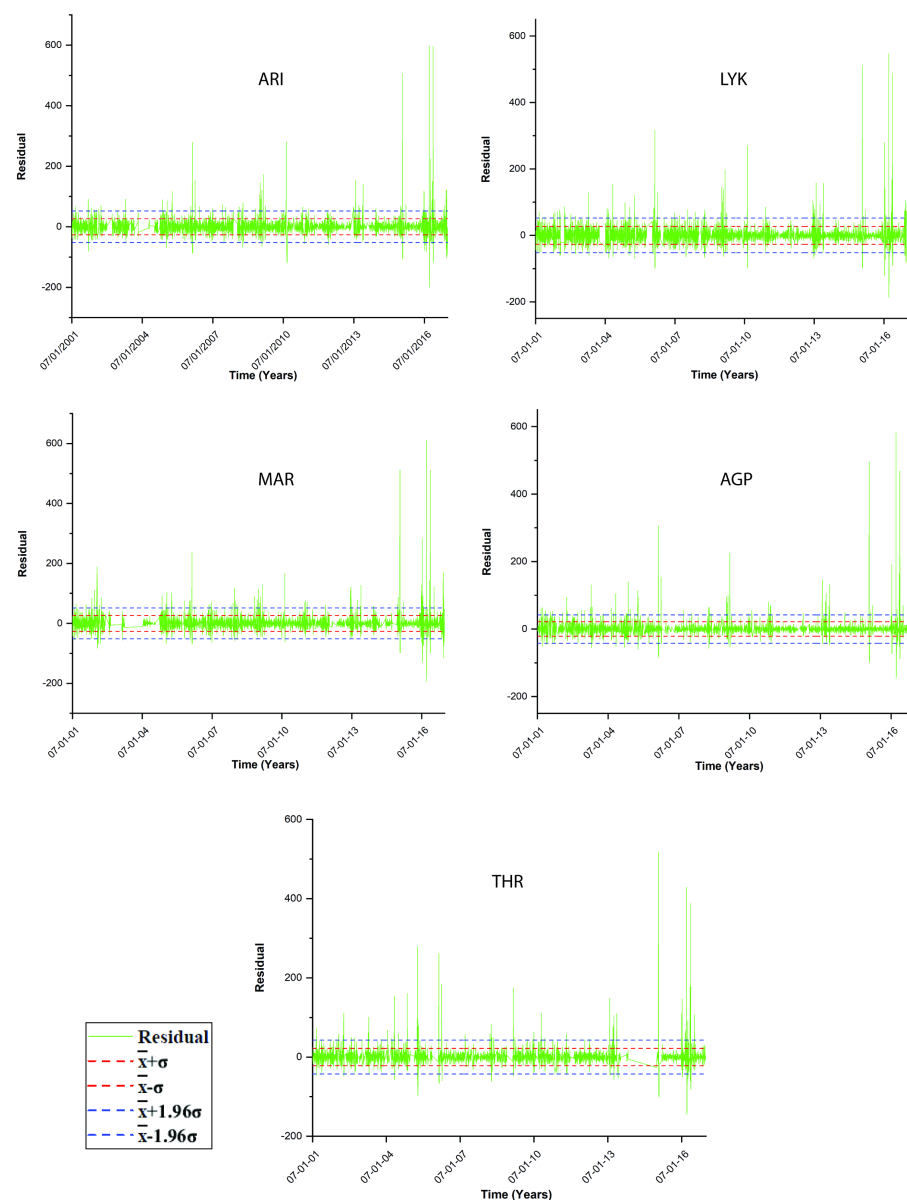 600
400
200
0
-200
Residual
ARI
07/01/2001
07/01/2004
07/01/2007
07/01/2010
07/01/2013
07/01/2016
Time (Years)
600
400
200
0
-200
Residual
LYK
07-01-01
07-01-04
07-01-07
07-01-10
07-01-13
07-01-16
Time (Years)
600
400
200
0
-200
Residual
MAR
07-01-01
07-01-04
07-01-07
07-01-10
07-01-13
07-01-16
Time (Years)
600
400
200
0
-200
Residual
AGP
07-01-01
07-01-04
07-01-07
07-01-10
07-01-13
07-01-16
Time (Years)
600
400
200
0
-200
Residual
THR
07-01-01
07-01-04
07-01-07
07-01-10
07-01-13
07-01-16
Time (Years)
Residual
x̅+σ
x̅-σ
x̅+1.96σ
x̅-1.96σ